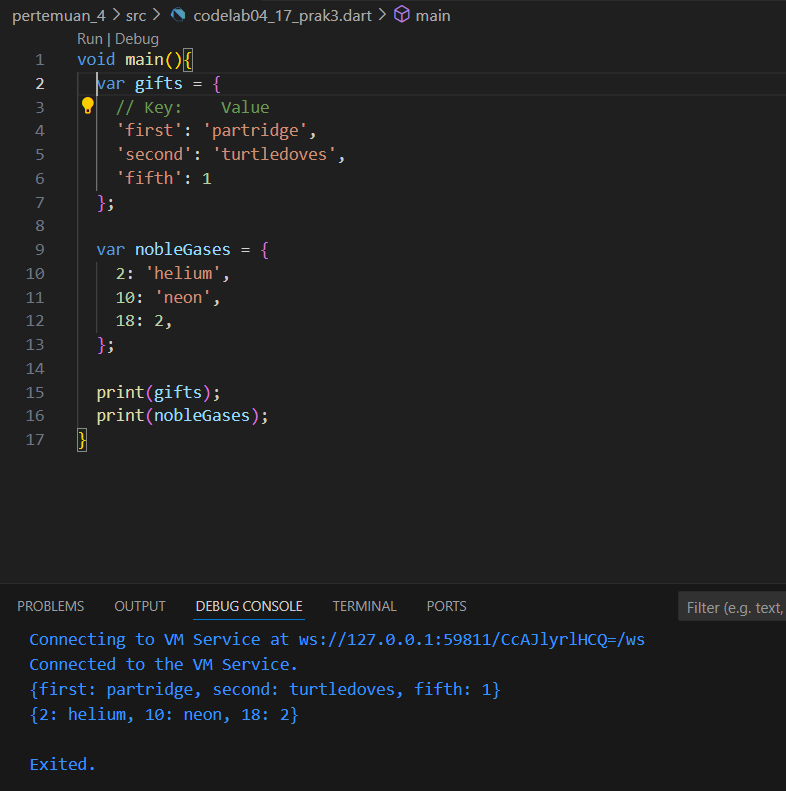 pertemuan_4 > src > codelab04_17_prak3.dart > main
Run | Debug
1 void main(){
2 var gifts = {
3 // Key:    Value
4 'first': 'partridge',
5 'second': 'turtledoves',
6 'fifth': 1
7 };
8
9 var nobleGases = {
10 2: 'helium',
11 10: 'neon',
12 18: 2,
13 };
14
15 print(gifts);
16 print(nobleGases);
17 }
PROBLEMS OUTPUT DEBUG CONSOLE TERMINAL PORTS Filter (e.g. text,
Connecting to VM Service at ws://127.0.0.1:59811/CcAJlyrlHCQ=/ws
Connected to the VM Service.
{first: partridge, second: turtledoves, fifth: 1}
{2: helium, 10: neon, 18: 2}
Exited.